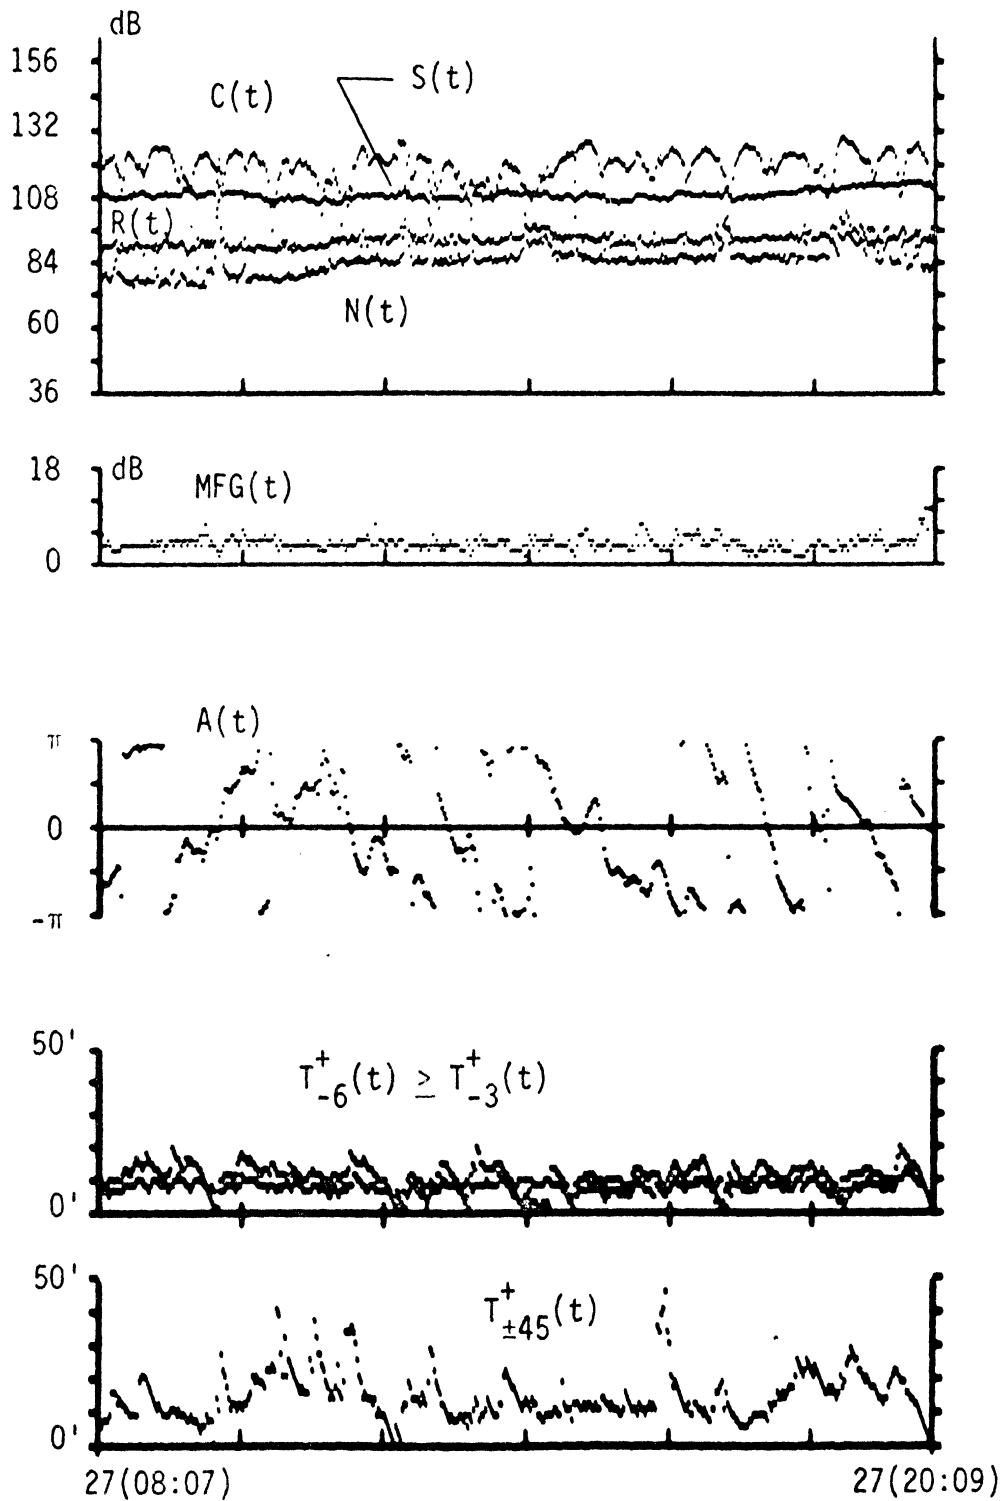 dB
156
C(t)
S(t)
132
108
R(t)
84
N(t)
60
36
18
dB
MFG(t)
0
A(t)
π
0
-π
50'
T⁺₋₆(t) ≥ T⁺₋₃(t)
0'
50'
T⁺±₄₅(t)
0'
27(08:07)
27(20:09)